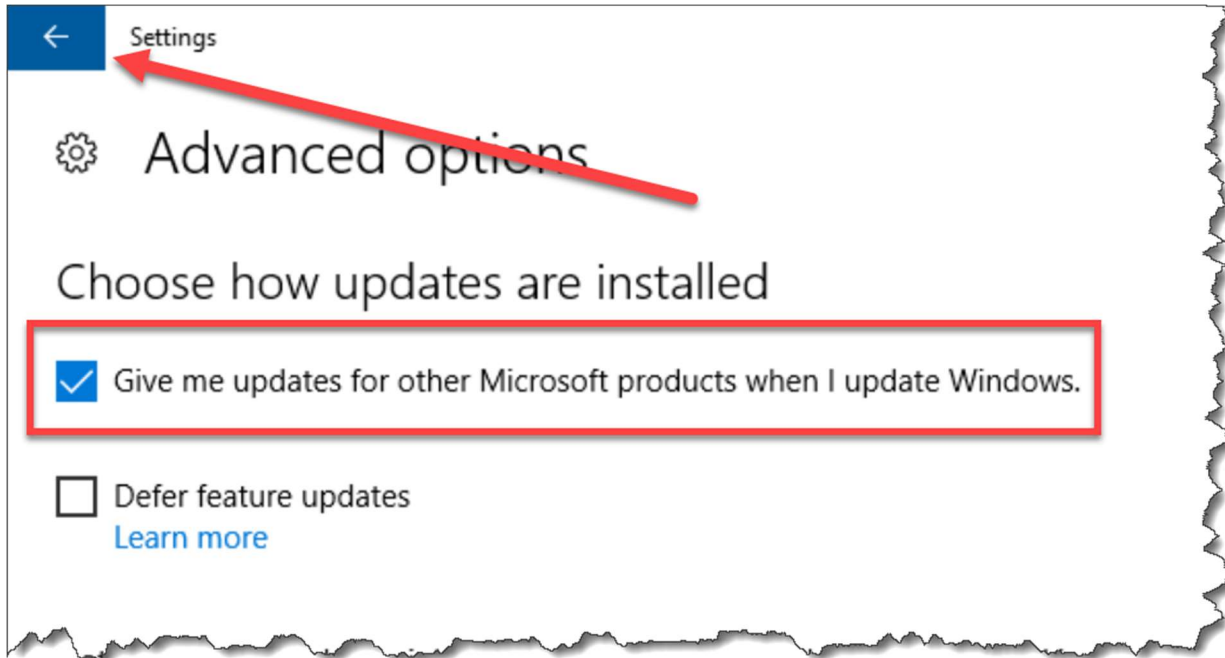 Settings
Advanced options
Choose how updates are installed
Give me updates for other Microsoft products when I update Windows.
Defer feature updates
Learn more